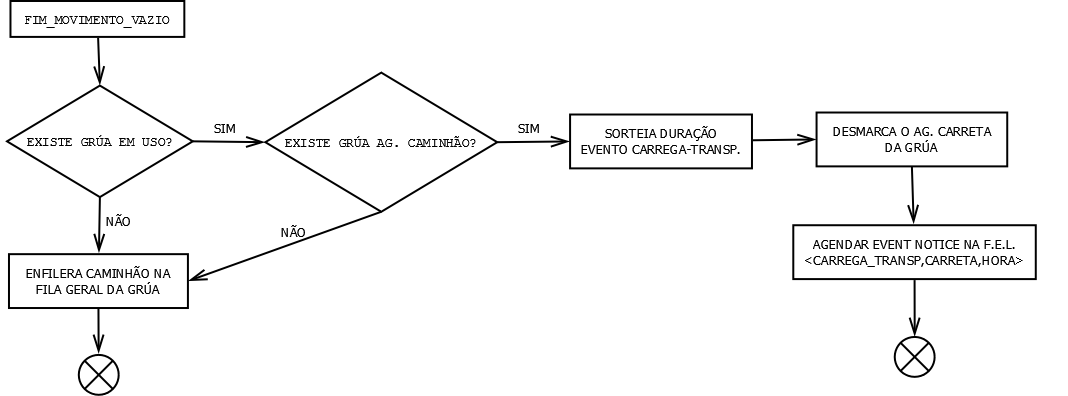 FIM_MOVIMENTO_VAZIO
EXISTE GRÚA EM USO?
SIM
EXISTE GRÚA AG. CAMINHÃO?
SIM
SORTEIA DURAÇÃO
EVENTO CARREGA-TRANSP.
DESMARCA O AG. CARRETA
DA GRÚA
NÃO
NÃO
ENFILERA CAMINHÃO NA
FILA GERAL DA GRÚA
AGENDAR EVENT NOTICE NA F.E.L.
<CARREGA_TRANSP,CARRETA,HORA>